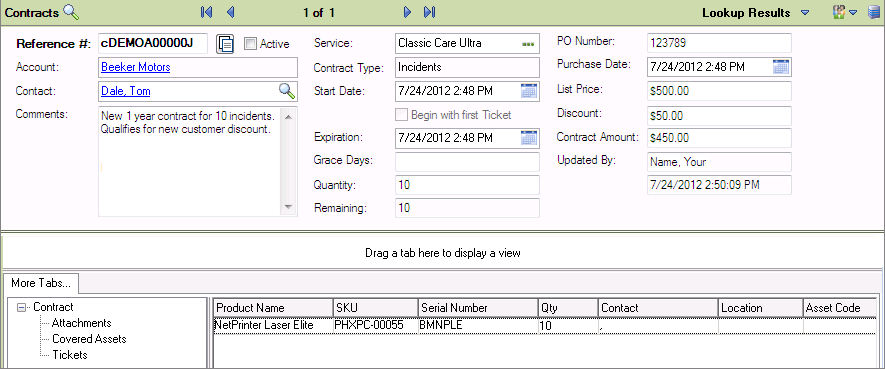 Contracts 1 of 1 Lookup Results
Reference #: cDEMOA00000J Active Service: Classic Care Ultra PO Number: 123789
Account: Beeker Motors Contract Type: Incidents Purchase Date: 7/24/2012 2:48 PM
Contact: Dale, Tom Start Date: 7/24/2012 2:48 PM List Price: $500.00
Comments: New 1 year contract for 10 incidents. Begin with first Ticket Discount: $50.00
Qualifies for new customer discount. Expiration: 7/24/2012 2:48 PM Contract Amount: $450.00
Grace Days: Updated By: Name, Your
Quantity: 10 7/24/2012 2:50:09 PM
Remaining: 10
Drag a tab here to display a view
More Tabs...
Contract Product Name SKU Serial Number Qty Contact Location Asset Code
Attachments NetPrinter Laser Elite PHXPC-00055 BMNPLE 10 ,
Covered Assets
Tickets